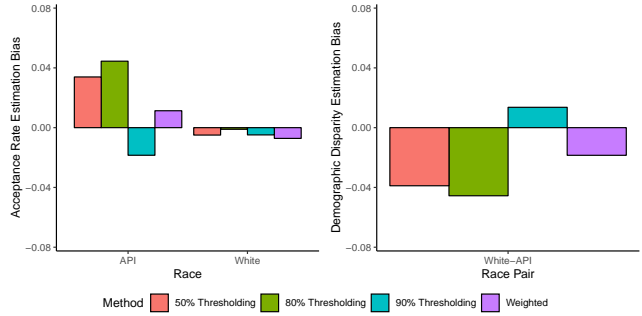 Acceptance Rate Estimation Bias
0.08
0.04
0.00
−0.04
−0.08
API
White
Race
Demographic Disparity Estimation Bias
0.08
0.04
0.00
−0.04
−0.08
White−API
Race Pair
Method 50% Thresholding 80% Thresholding 90% Thresholding Weighted